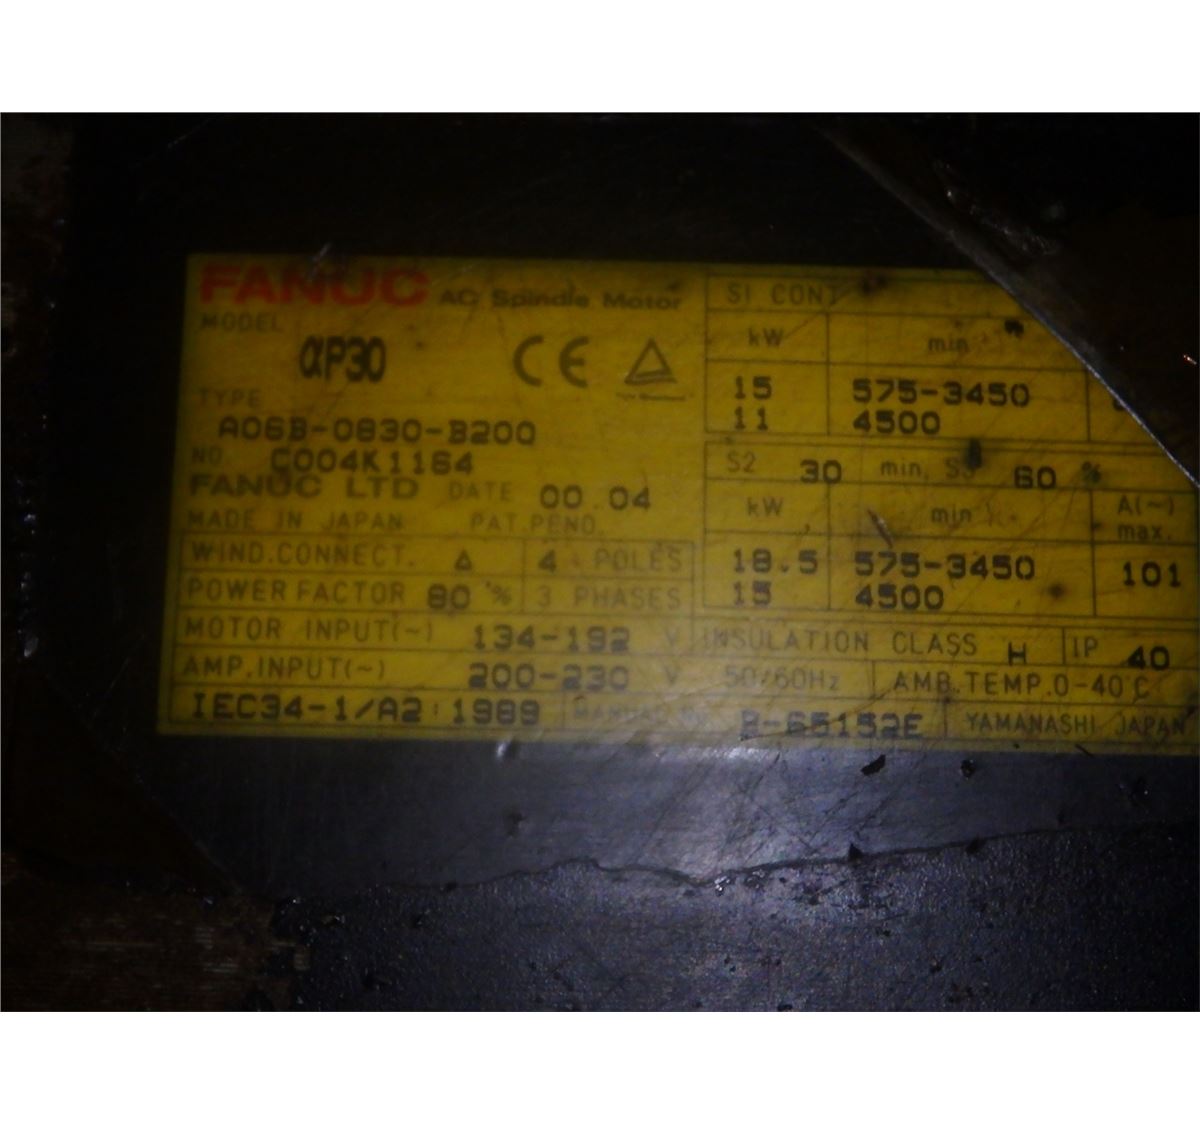 FANUC AC Spindle Motor
MODEL
αP30
CE
TYPE
A06B-0830-B200
NO. C004K1164
FANUC LTD DATE 00.04
MADE IN JAPAN PAT.PEND.
WIND.CONNECT. Δ 4 POLES
POWER FACTOR 80 % 3 PHASES
MOTOR INPUT(~) 134-192 V
AMP.INPUT(~) 200-230 V
IEC34-1/A2:1989
S1 CONT
kW min
15 575-3450
11 4500
S2 30 min, S3 60 %
kW min A(~)
max.
18.5 575-3450 101
15 4500
INSULATION CLASS H IP 40
50/60Hz AMB.TEMP.0-40°C
MANUAL No. B-65152E YAMANASHI JAPAN